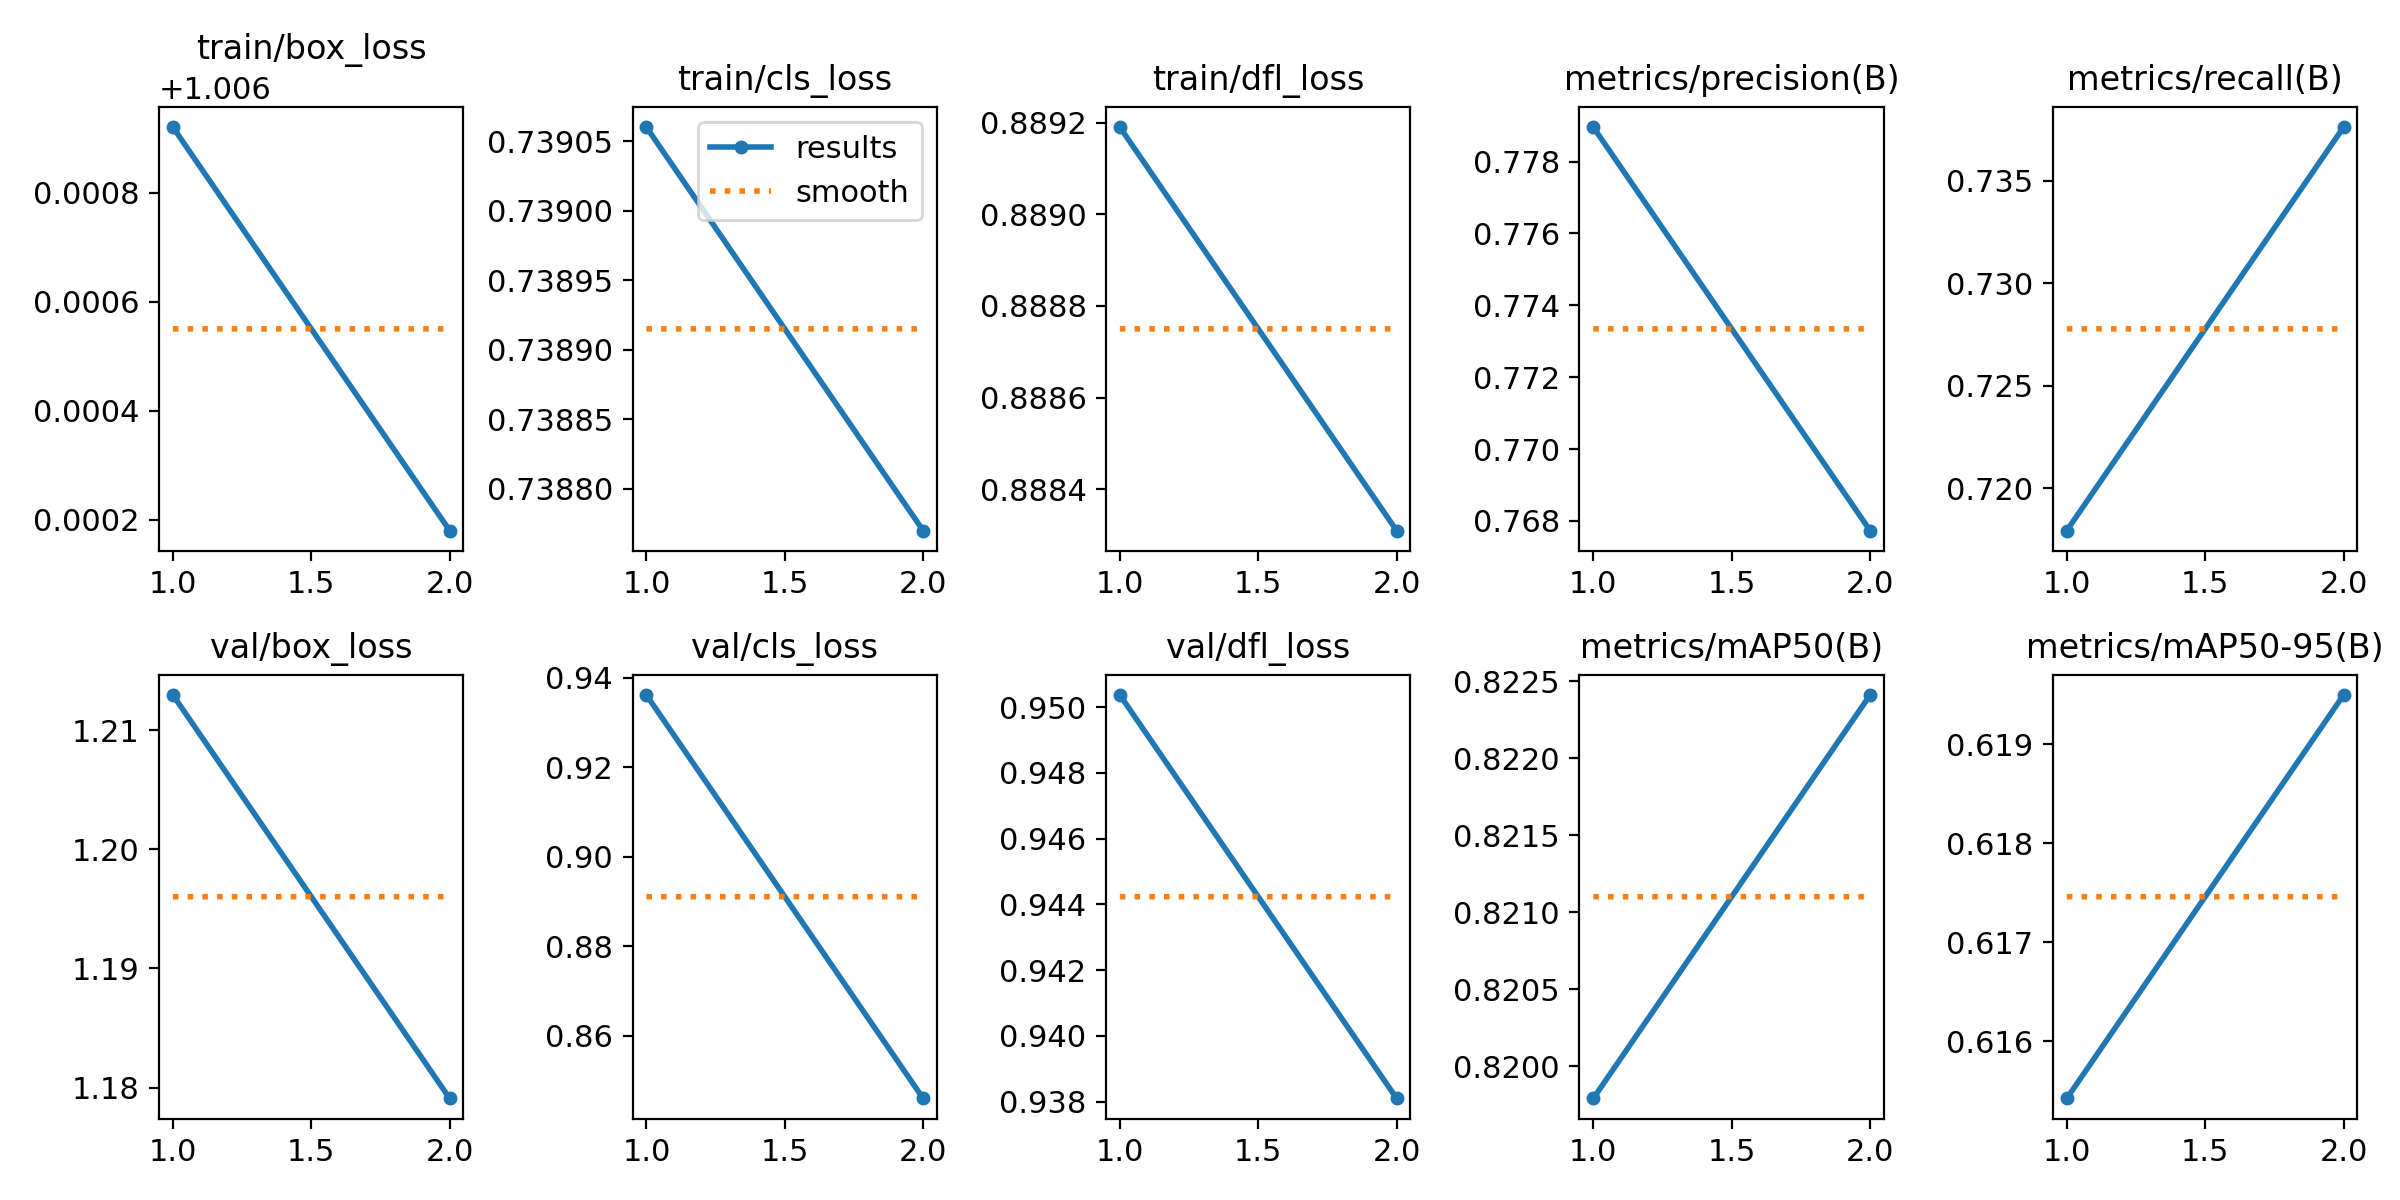 train/box_loss
+1.006
0.0008
0.0006
0.0004
0.0002
1.0 1.5 2.0
train/cls_loss
results
smooth
0.73905
0.73900
0.73895
0.73890
0.73885
0.73880
1.0 1.5 2.0
train/dfl_loss
0.8892
0.8890
0.8888
0.8886
0.8884
1.0 1.5 2.0
metrics/precision(B)
0.778
0.776
0.774
0.772
0.770
0.768
1.0 1.5 2.0
metrics/recall(B)
0.735
0.730
0.725
0.720
1.0 1.5 2.0
val/box_loss
1.21
1.20
1.19
1.18
1.0 1.5 2.0
val/cls_loss
0.94
0.92
0.90
0.88
0.86
1.0 1.5 2.0
val/dfl_loss
0.950
0.948
0.946
0.944
0.942
0.940
0.938
1.0 1.5 2.0
metrics/mAP50(B)
0.8225
0.8220
0.8215
0.8210
0.8205
0.8200
1.0 1.5 2.0
metrics/mAP50-95(B)
0.619
0.618
0.617
0.616
1.0 1.5 2.0